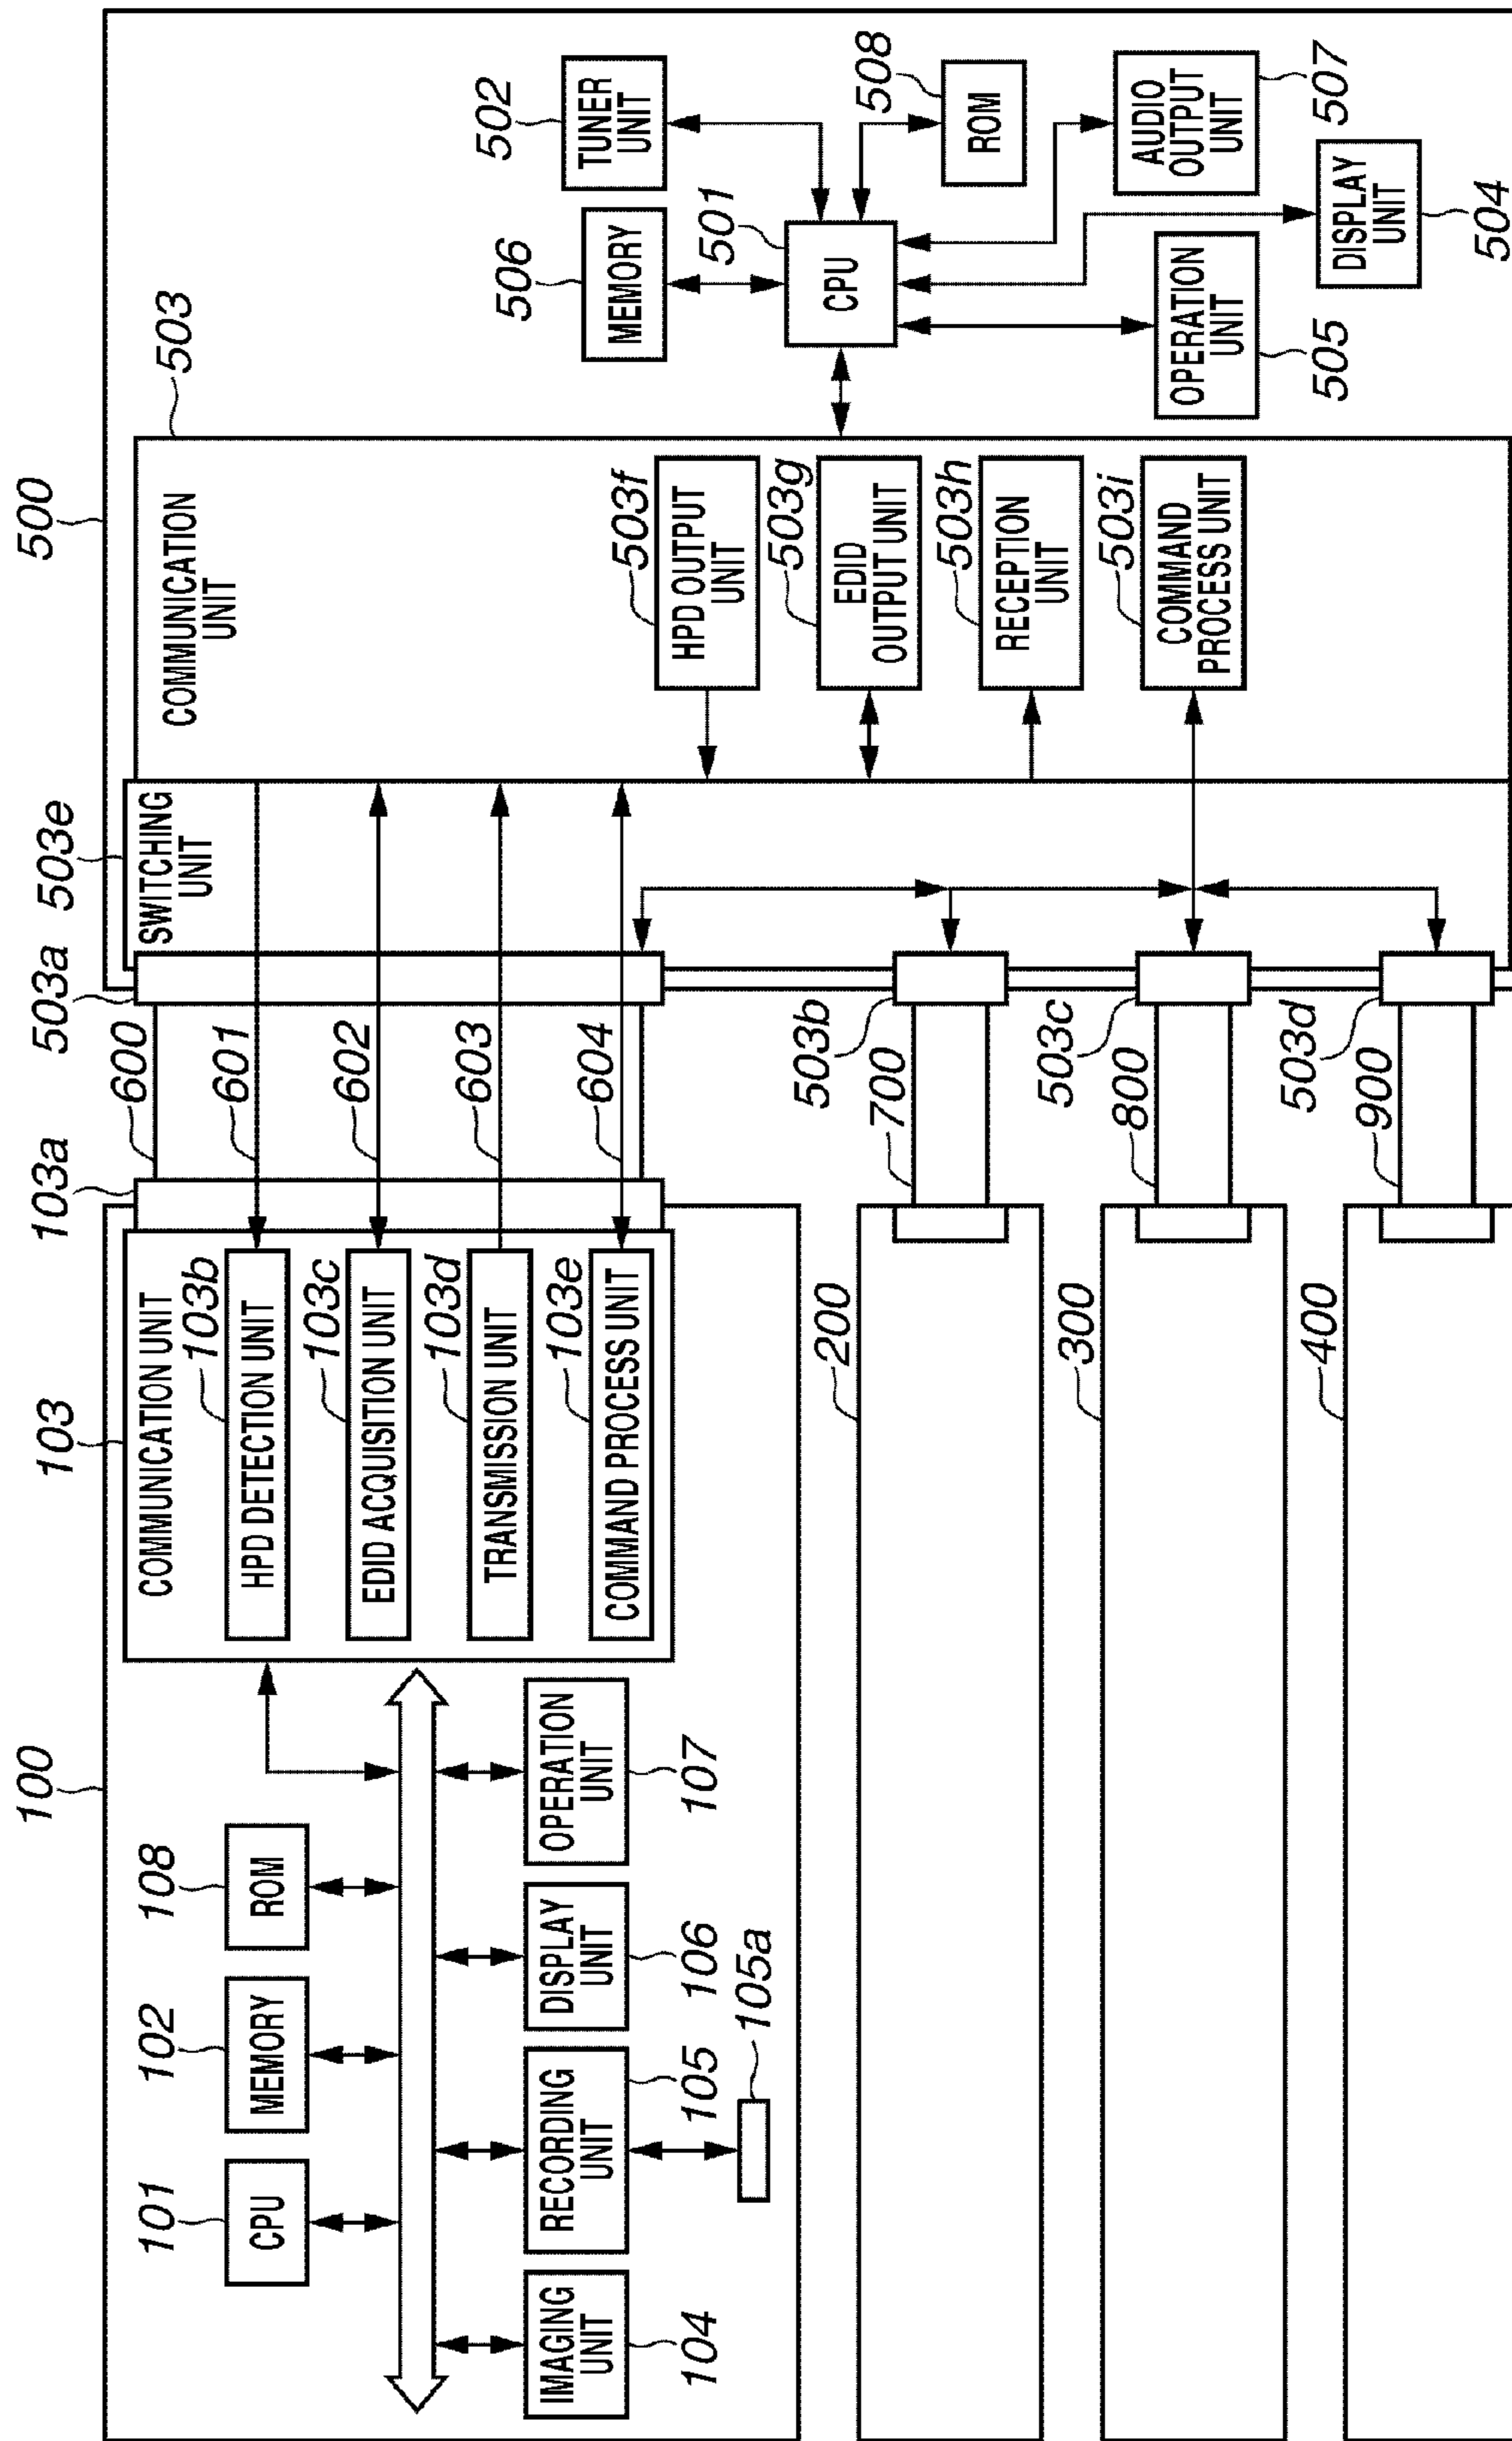 100
101
CPU
102
MEMORY
108
ROM
104
IMAGING
UNIT
105
RECORDING
UNIT
105a
106
DISPLAY
UNIT
107
OPERATION
UNIT
103
COMMUNICATION UNIT
103a
103b
HPD DETECTION UNIT
103c
EDID ACQUISITION UNIT
103d
TRANSMISSION UNIT
103e
COMMAND PROCESS UNIT
200
300
400
600
601
602
603
604
700
800
900
500
503a
503b
503c
503d
503e
SWITCHING
UNIT
503
COMMUNICATION
UNIT
503f
HPD OUTPUT
UNIT
503g
EDID
OUTPUT UNIT
503h
RECEPTION
UNIT
503i
COMMAND
PROCESS UNIT
506
MEMORY
502
TUNER
UNIT
501
CPU
508
ROM
505
OPERATION
UNIT
507
AUDIO
OUTPUT
UNIT
504
DISPLAY
UNIT